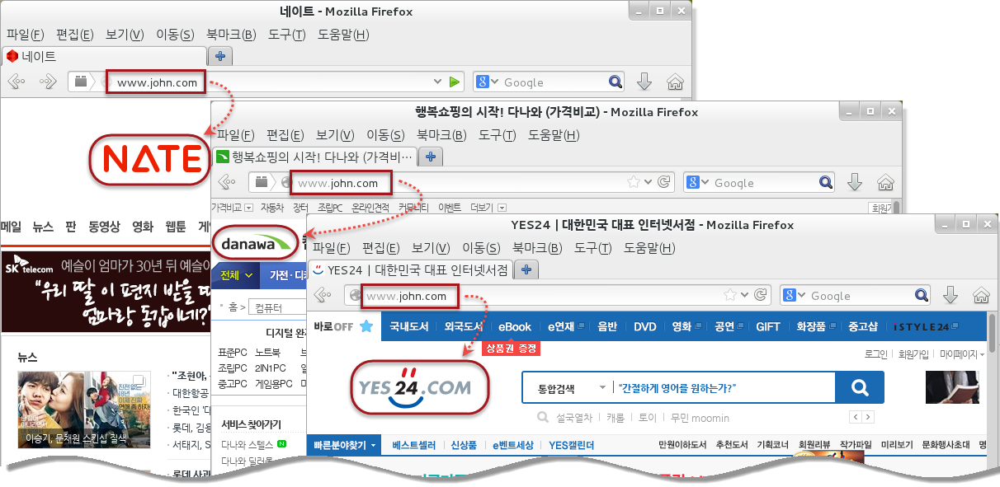 네이트 - Mozilla Firefox
파일(F) 편집(E) 보기(V) 이동(S) 북마크(B) 도구(T) 도움말(H)
네이트
www.john.com
Google
NATE
메일 뉴스 판 동영상 영화 웹툰
SK telecom 예슬이 엄마가 30년 뒤 예슬이
"우리 딸 이 편지 받을 때
엄마랑 동갑이네?"
뉴스
"조현아,
대한항공
한국인 '대
롯데, 김용
서태지, S
이승기, 문채원 스킨십 질색
롯데 사과
행복쇼핑의 시작! 다나와 (가격비교) - Mozilla Firefox
파일(F) 편집(E) 보기(V) 이동(S) 북마크(B) 도구(T) 도움말(H)
행복쇼핑의 시작! 다나와 (가격비…
www.john.com
Google
가격비교 자동차 장터 조립PC 온라인견적 커뮤니티 이벤트 더보기 회원가
danawa
전체 가전·디카
홈 > 컴퓨터
디지털 완제
표준PC 노트북
조립PC 2IN1PC
중고PC 게임용PC
서비스 찾아가기
다나와 스텔스 N
다나와 딜러몰
YES24 | 대한민국 대표 인터넷서점 - Mozilla Firefox
파일(F) 편집(E) 보기(V) 이동(S) 북마크(B) 도구(T) 도움말(H)
YES24 | 대한민국 대표 인터넷서점
www.john.com
Google
바로OFF 국내도서 외국도서 eBook e연재 음반 DVD 영화 공연 GIFT 화장품 중고샵 iSTYLE24
상품권 증정
로그인 회원가입 마이페이지
YES24.COM
통합검색 "간절하게 영어를 원하는가?"
설국열차 캐롤 토이 무민 moomin
빠른분야찾기 베스트셀러 신상품 e벤트세상 YES캘린더 만원이하도서 추천도서 기획코너 회원리뷰 작가파일 미리보기 문화행사초대 명